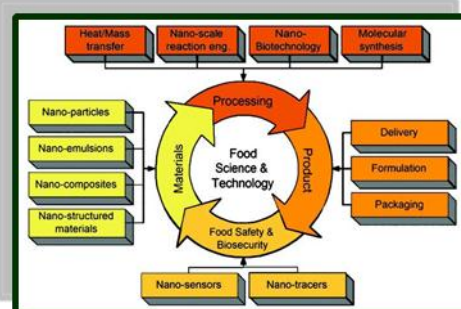 Heat/Mass
transfer
Nano-scale
reaction eng.
Nano-
Biotechnology
Molecular
synthesis
Processing
Nano-particles
Nano-emulsions
Nano-composites
Nano-structured
materials
Materials
Food
Science &
Technology
Product
Delivery
Formulation
Packaging
Food Safety &
Biosecurity
Nano-sensors
Nano-tracers